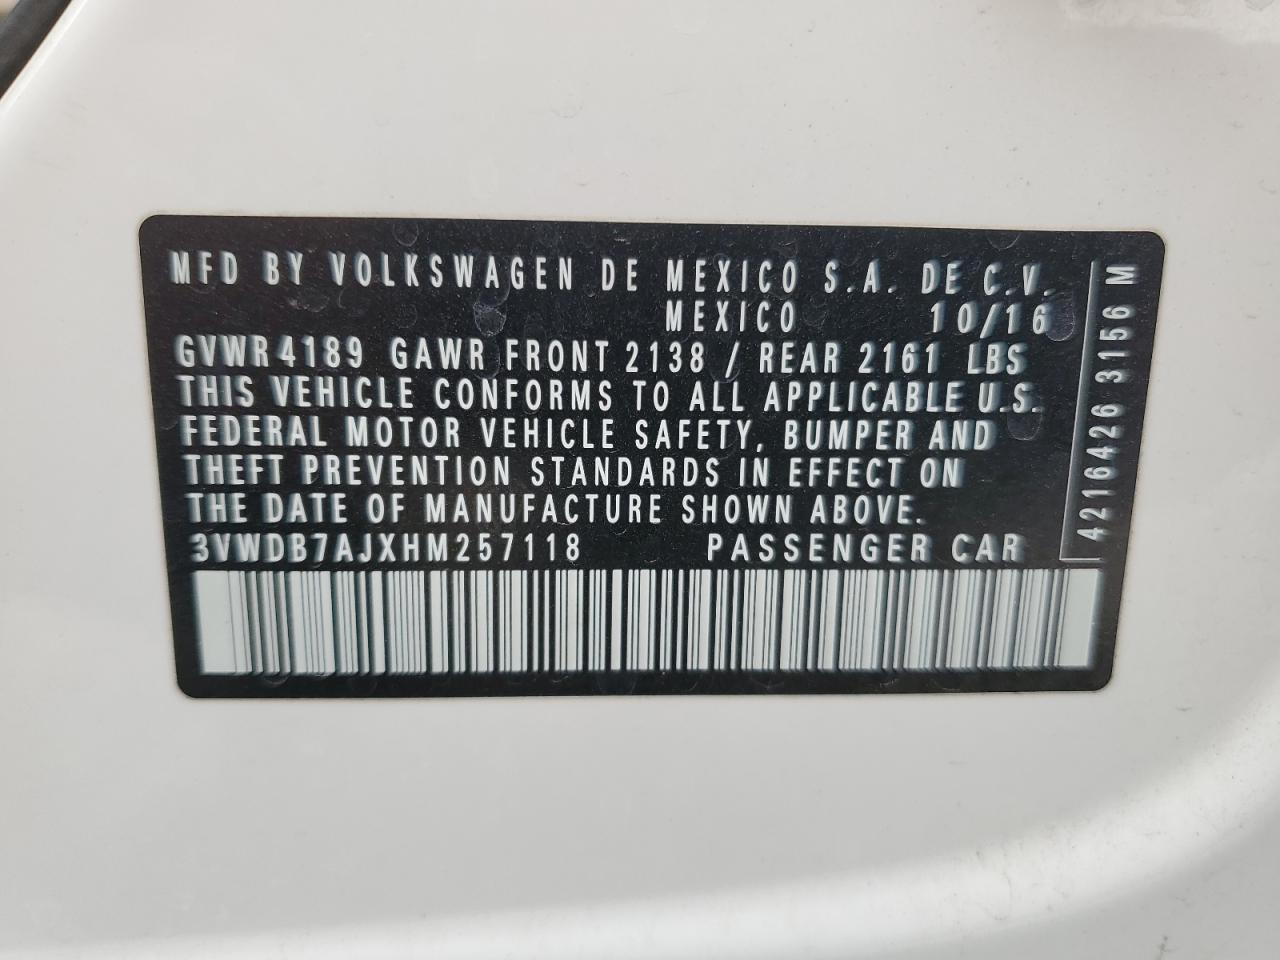 MFD BY VOLKSWAGEN DE MEXICO S.A. DE C.V.
MEXICO 10/16
GVWR 4189 GAWR FRONT 2138 / REAR 2161 LBS
THIS VEHICLE CONFORMS TO ALL APPLICABLE U.S.
FEDERAL MOTOR VEHICLE SAFETY, BUMPER AND
THEFT PREVENTION STANDARDS IN EFFECT ON
THE DATE OF MANUFACTURE SHOWN ABOVE.
3VWDB7AJXHM257118 PASSENGER CAR
4216426 3156 M